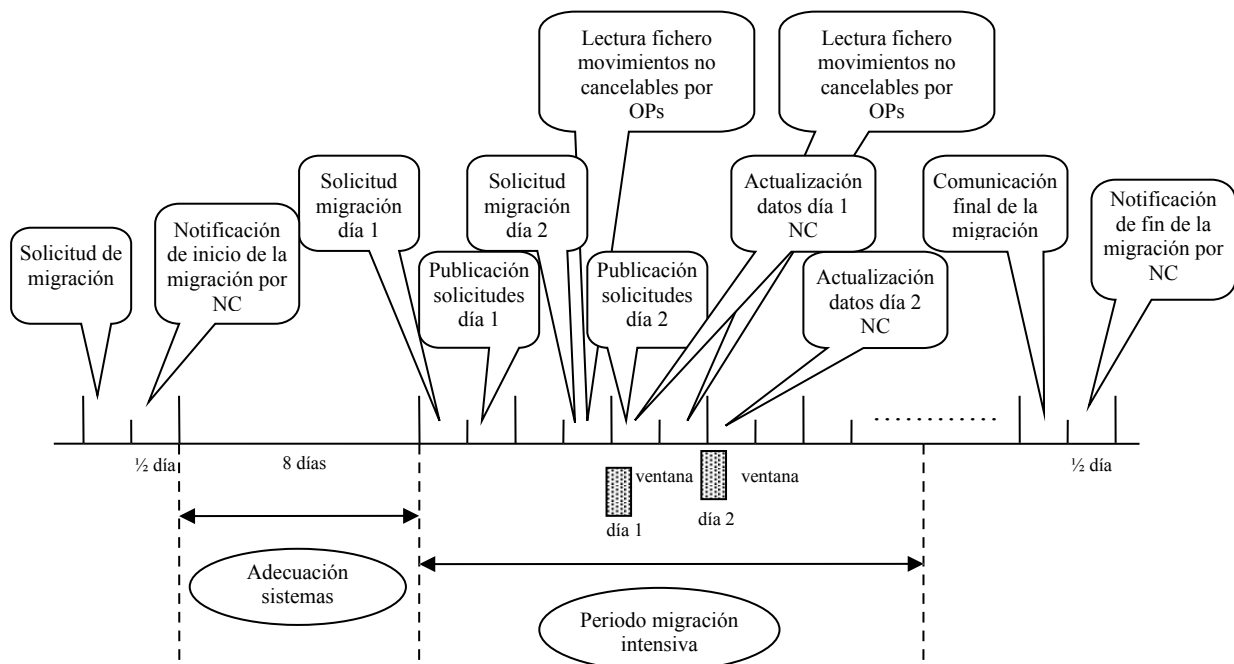 Lectura fichero
movimientos no
cancelables por
OPs
Lectura fichero
movimientos no
cancelables por
OPs
Solicitud de
migración
Notificación
de inicio de la
migración por
NC
Solicitud
migración
día 1
Publicación
solicitudes
día 1
Solicitud
migración
día 2
Publicación
solicitudes
día 2
Actualización
datos día 1
NC
Actualización
datos día 2
NC
Comunicación
final de la
migración
Notificación
de fin de la
migración por
NC
½ día
8 días
½ día
ventana
ventana
día 1
día 2
Adecuación
sistemas
Periodo migración
intensiva